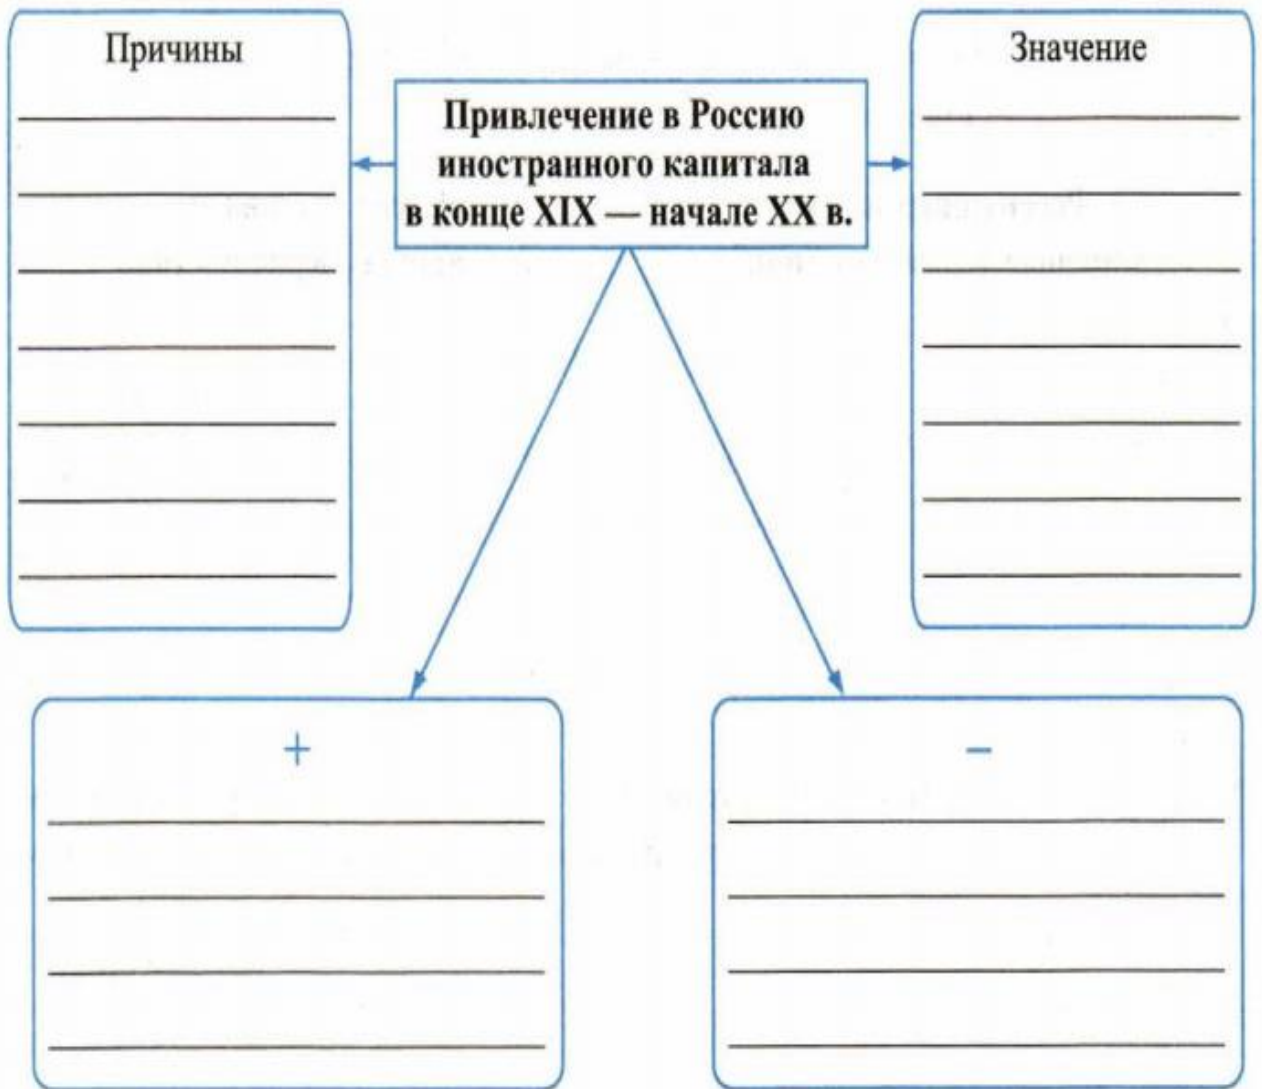 Причины
Привлечение в Россию
иностранного капитала
в конце XIX — начале XX в.
Значение
+
–